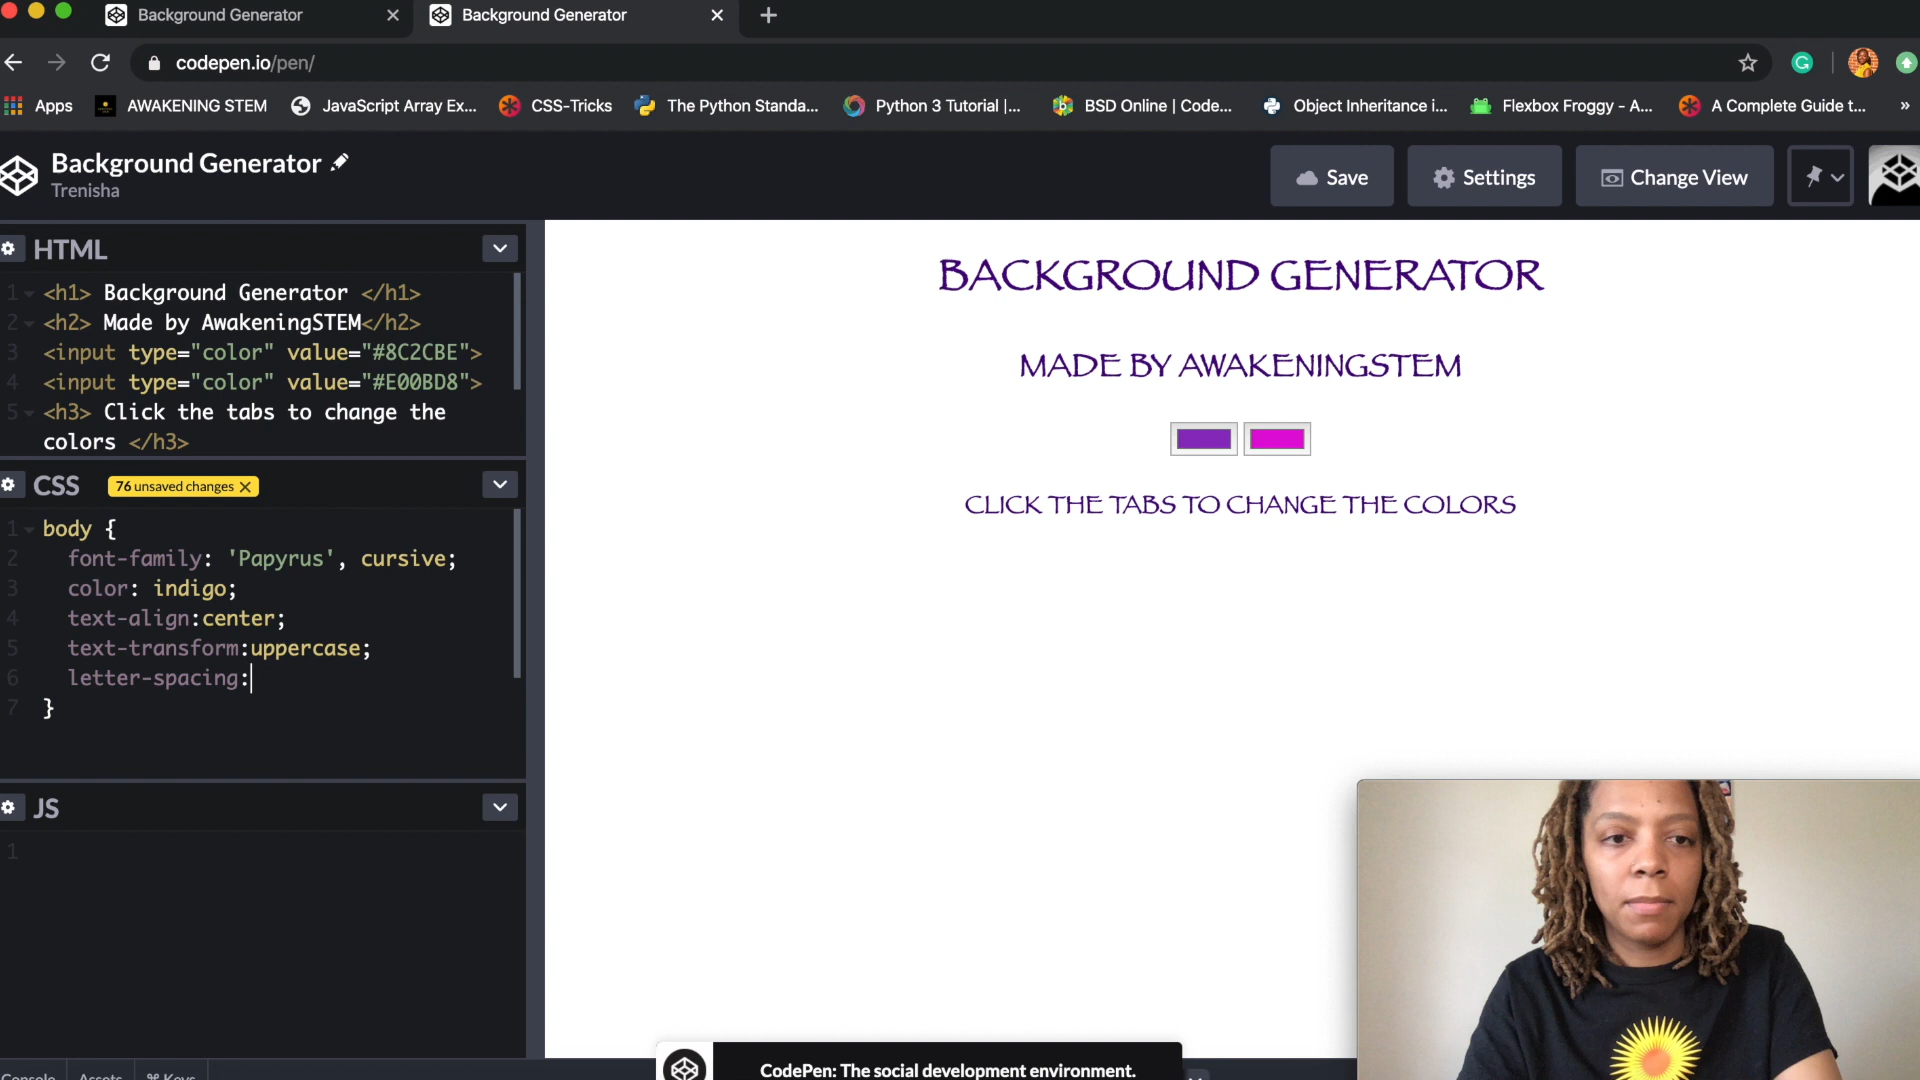 Background Generator
Background Generator
codepen.io/pen/
Apps
AWAKENING STEM
JavaScript Array Ex...
CSS-Tricks
The Python Standa...
Python 3 Tutorial |...
BSD Online | Code...
Object Inheritance i...
Flexbox Froggy - A...
A Complete Guide t...
»
Background Generator
Trenisha
Save
Settings
Change View
HTML
1 <h1> Background Generator </h1>
2 <h2> Made by AwakeningSTEM</h2>
3 <input type="color" value="#8C2CBE">
4 <input type="color" value="#E00BD8">
5 <h3> Click the tabs to change the
colors </h3>
CSS
76 unsaved changes
1 body {
2 font-family: 'Papyrus', cursive;
3 color: indigo;
4 text-align:center;
5 text-transform:uppercase;
6 letter-spacing:
7 }
JS
1
BACKGROUND GENERATOR
MADE BY AWAKENINGSTEM
CLICK THE TABS TO CHANGE THE COLORS
CodePen: The social development environment.
Console
Assets
⌘ Keys